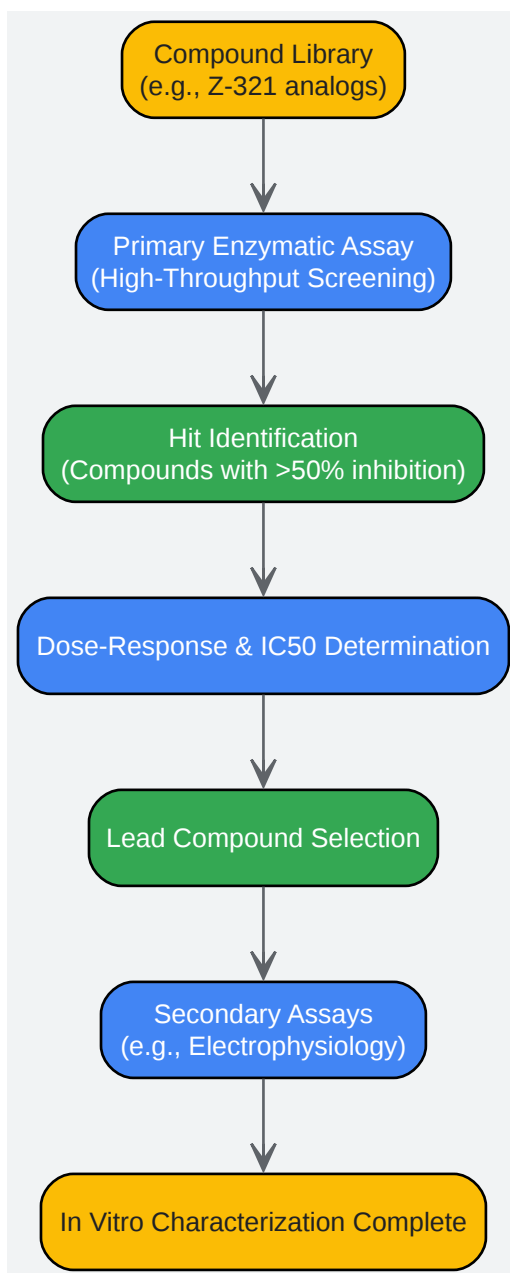 Compound Library
(e.g., Z-321 analogs)
Primary Enzymatic Assay
(High-Throughput Screening)
Hit Identification
(Compounds with >50% inhibition)
Dose-Response & IC50 Determination
Lead Compound Selection
Secondary Assays
(e.g., Electrophysiology)
In Vitro Characterization Complete